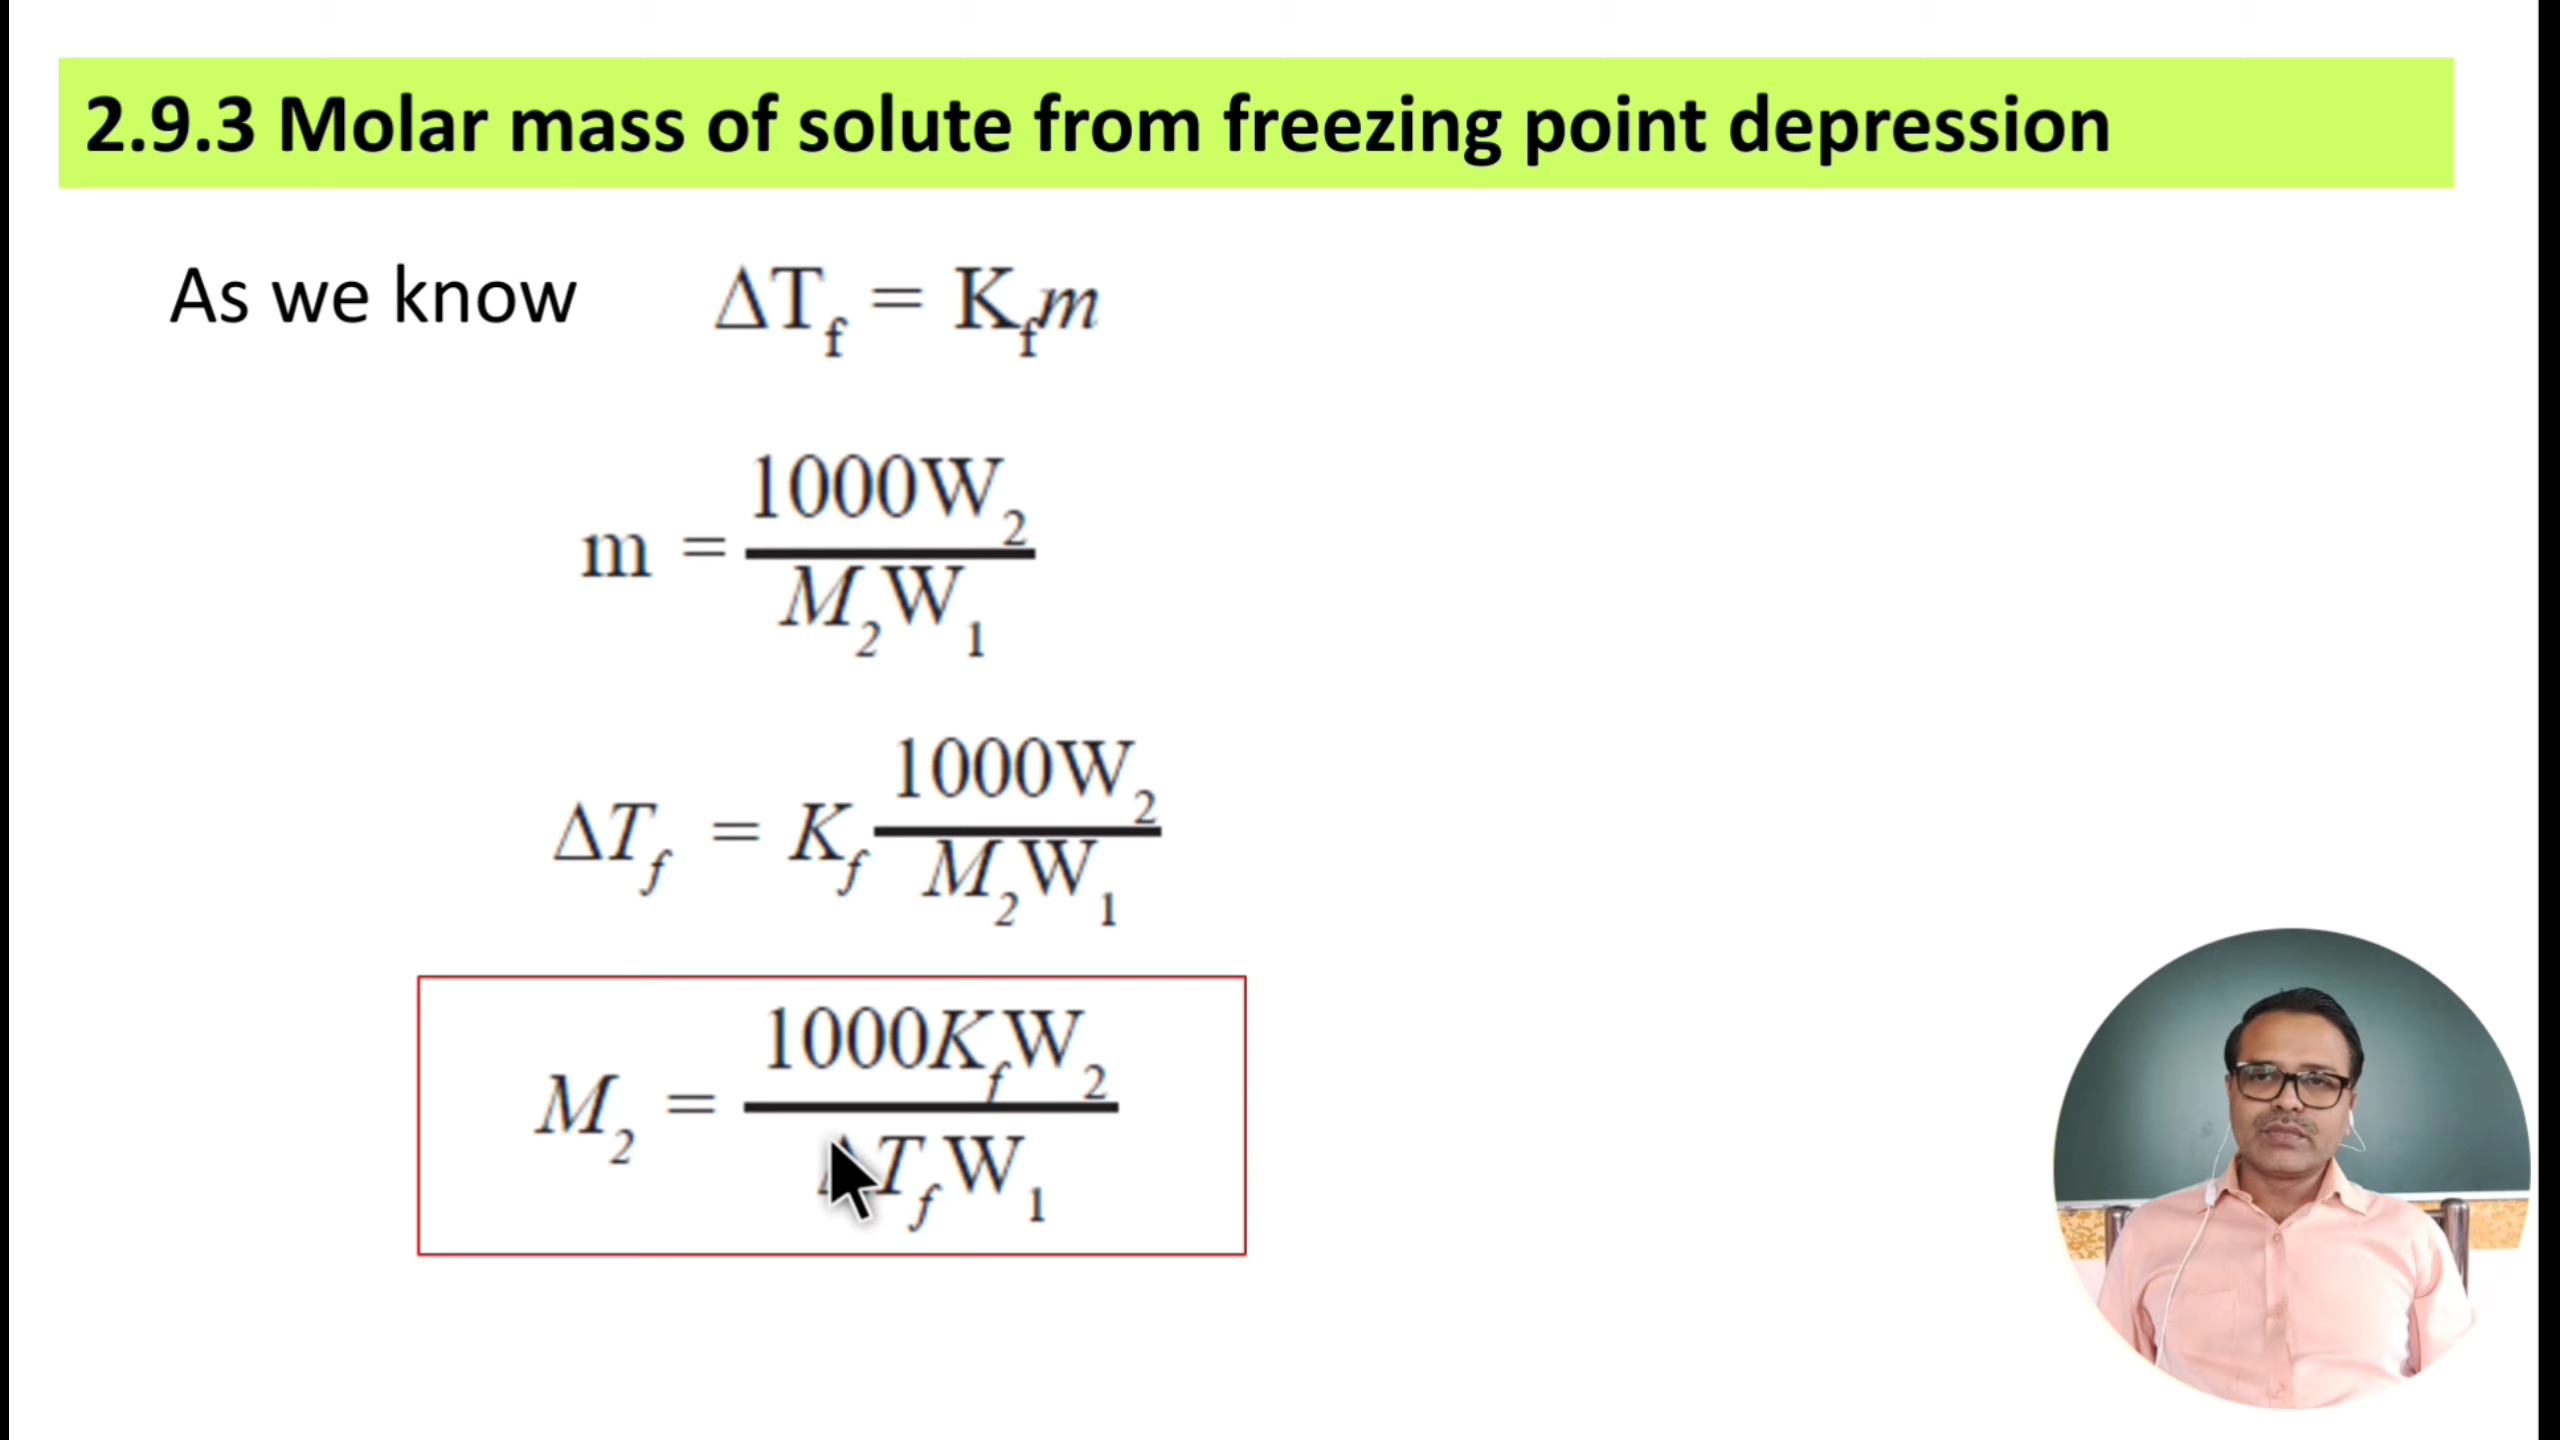 2.9.3 Molar mass of solute from freezing point depression
As we know ΔT_f = K_f m
m = 1000W_2 / M_2W_1
ΔT_f = K_f 1000W_2 / M_2W_1
M_2 = 1000K_fW_2 / ΔT_fW_1